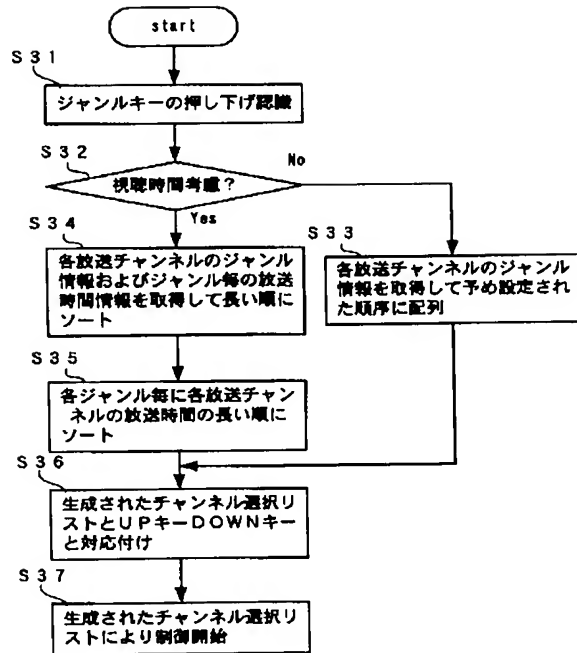 start
S31
ジャンルキーの押し下げ認識
S32
視聴時間考慮？
No
Yes
S34
各放送チャンネルのジャンル
情報およびジャンル毎の放送
時間情報を取得して長い順に
ソート
S33
各放送チャンネルのジャンル
情報を取得して予め設定され
た順序に配列
S35
各ジャンル毎に各放送チャン
ネルの放送時間の長い順に
ソート
S36
生成されたチャンネル選択リ
ストとUPキーDOWNキー
と対応付け
S37
生成されたチャンネル選択リ
ストにより制御開始